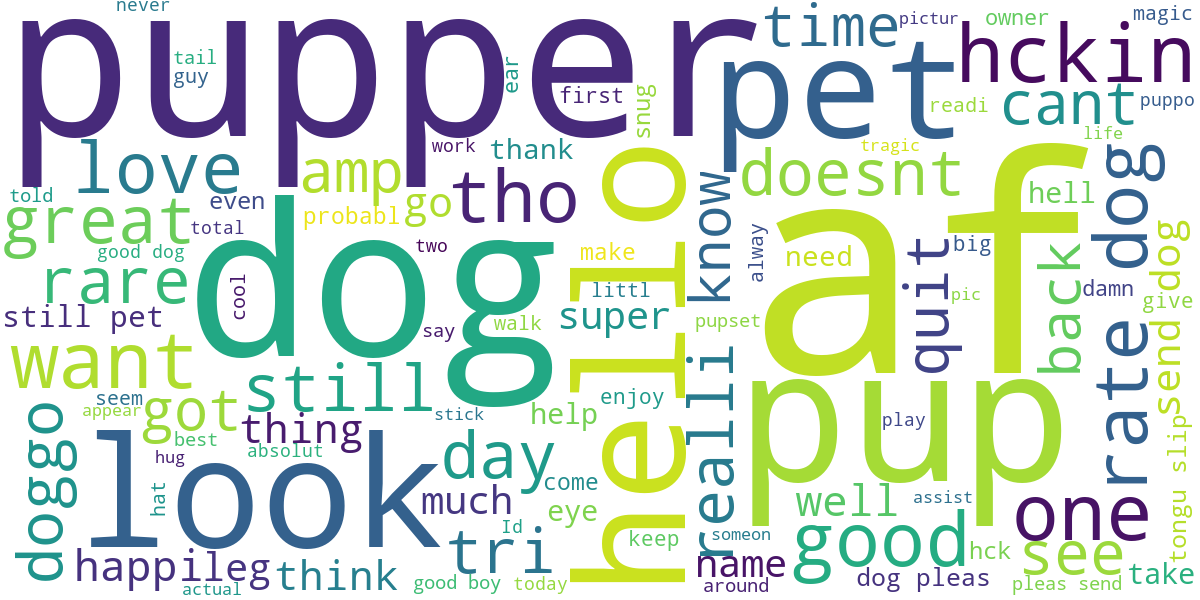 never
pupper
tail
guy
ear
first
snug
time
pictur
owner
magic
hckin
pet
readi
cant
puppo
life
love
amp
work
thank
tragic
doesnt
hell
told
great
even
probabl
go
tho
total
good dog
two
hello
know
alway
af
quit
big
back
rate dog
send dog
rare
dog
cool
make
need
littl
damn
give
pic
still pet
say
walk
super
pupset
want
still
seem
appear
got
thing
stick
help
enjoy
realli
pup
play
doggo
best
hug
absolut
look
day
come
much
eye
hat
Id
tri
keep
well
assist
one
tongu slip
someon
good
hck
see
happileg
think
actual
good boy
today
name
around
dog pleas
pleas send
take